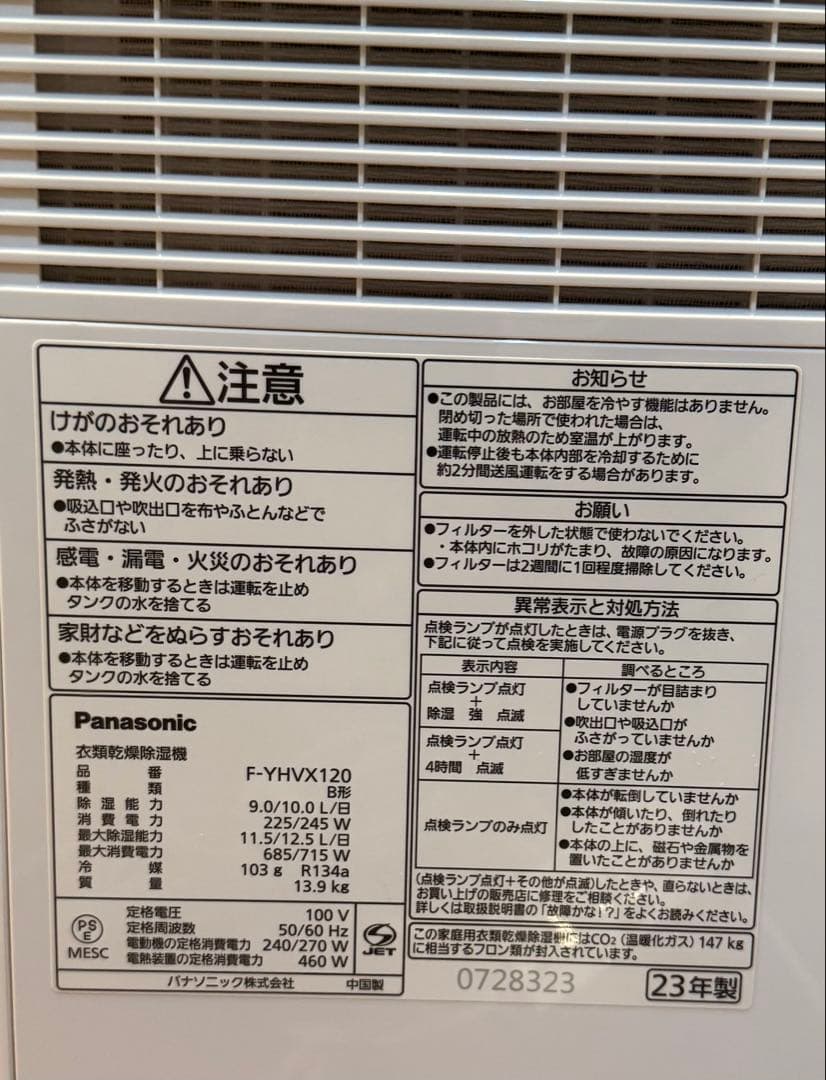 注意
けがのおそれあり
●本体に座ったり、上に乗らない
発熱・発火のおそれあり
●吸込口や吹出口を布やふとんなどで
ふさがない
感電・漏電・火災のおそれあり
●本体を移動するときは運転を止め
タンクの水を捨てる
家財などをぬらすおそれあり
●本体を移動するときは運転を止め
タンクの水を捨てる
Panasonic
衣類乾燥除湿機
品番 F-YHVX120
種類 B形
除湿能力 9.0/10.0 L/日
消費電力 225/245 W
最大除湿能力 11.5/12.5 L/日
最大消費電力 685/715 W
冷媒 103 g R134a
質量 13.9 kg
PS
E
MESC
定格電圧 100 V
定格周波数 50/60 Hz
電動機の定格消費電力 240/270 W
電熱装置の定格消費電力 460 W
JET
パナソニック株式会社 中国製
お知らせ
●この製品には、お部屋を冷やす機能はありません。
閉め切った場所で使われた場合は、
運転中の放熱のため室温が上がります。
●運転停止後も本体内部を冷却するために
約2分間送風運転をする場合があります。
お願い
●フィルターを外した状態で使わないでください。
・本体内にホコリがたまり、故障の原因になります。
●フィルターは2週間に1回程度掃除してください。
異常表示と対処方法
点検ランプが点灯したときは、電源プラグを抜き、
下記に従って点検を実施してください。
表示内容 調べるところ
点検ランプ点灯
+
除湿 強 点滅
点検ランプ点灯
+
4時間 点滅
●フィルターが目詰まり
していませんか
●吹出口や吸込口が
ふさがっていませんか
●お部屋の湿度が
低すぎませんか
点検ランプのみ点灯
●本体が転倒していませんか
●本体が傾いたり、倒れたり
したことがありませんか
●本体の上に、磁石や金属物を
置いたことがありませんか
(点検ランプ点灯+その他が点滅)したときや、直らないときは、
お買い上げの販売店に修理をご相談ください。
詳しくは取扱説明書の「故障かな!?」をよくお読みください。
この家庭用衣類乾燥除湿機にはCO₂(温暖化ガス)147 kg
に相当するフロン類が封入されています。
0728323
23年製